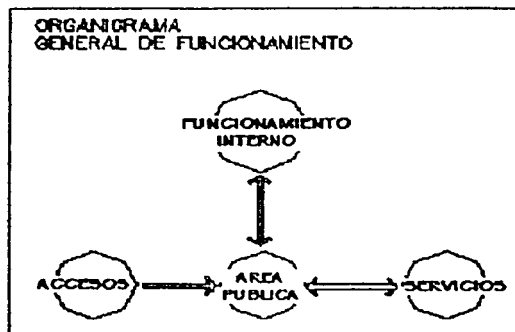 ORGANIGRAMA
GENERAL DE FUNCIONAMIENTO
FUNCIONAMIENTO
INTERNO
ACCESOS
AREA
PUBLICA
SERVICIOS